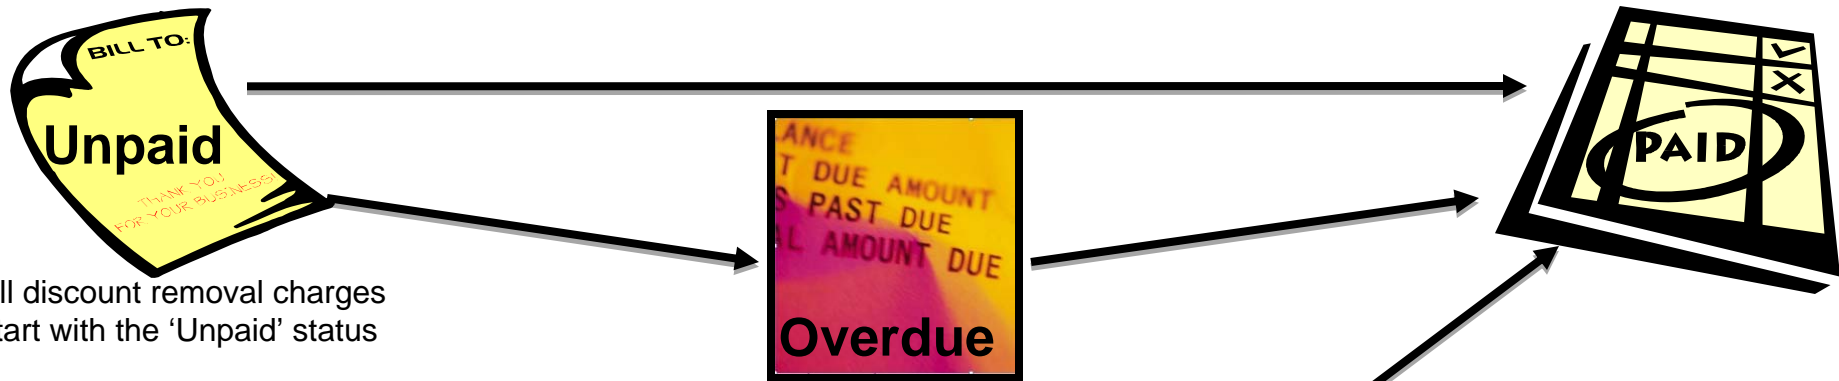 BILL TO:
Unpaid
THANK YOU
FOR YOUR BUSINESS!
ll discount removal charges
tart with the ‘Unpaid’ status
ANCE
T DUE AMOUNT
S PAST DUE
AL AMOUNT DUE
Overdue
PAID